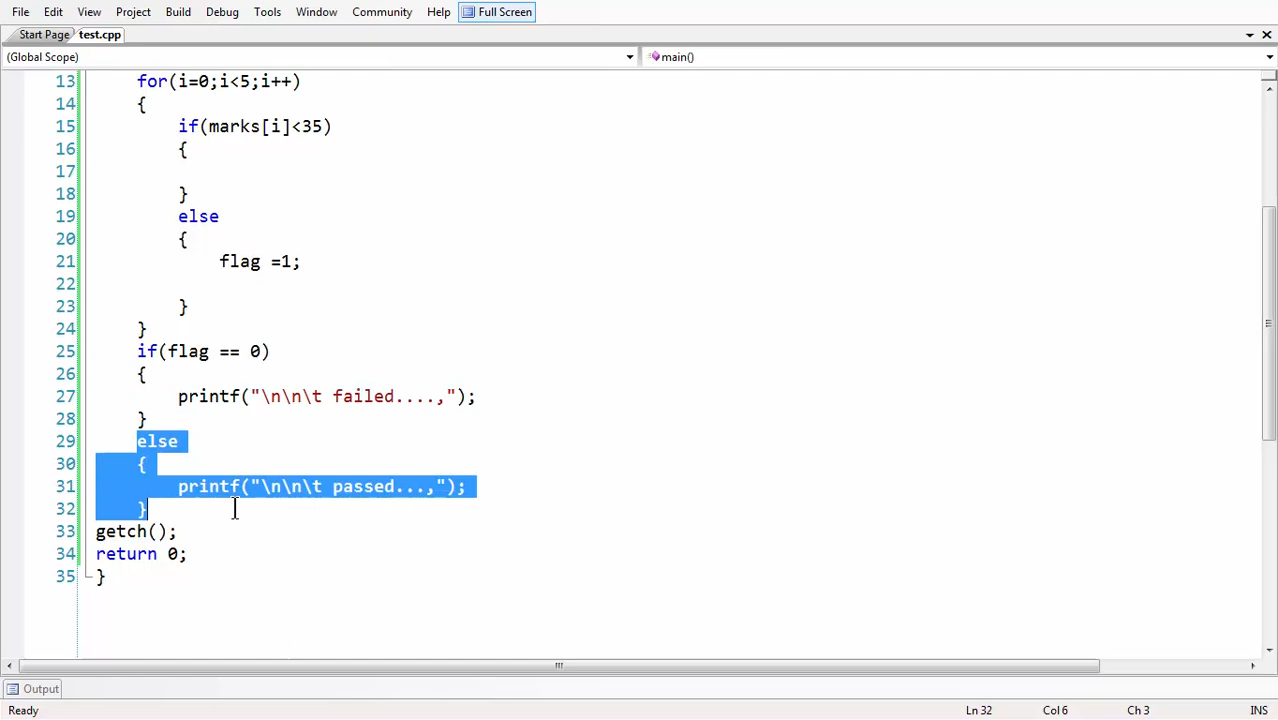 File Edit View Project Build Debug Tools Window Community Help Full Screen
Start Page test.cpp
(Global Scope) main()
13 for(i=0;i<5;i++)
14 {
15 if(marks[i]<35)
16 {
17
18 }
19 else
20 {
21 flag =1;
22
23 }
24 }
25 if(flag == 0)
26 {
27 printf("\n\n\t failed....,");
28 }
29 else
30 {
31 printf("\n\n\t passed...,");
32 }
33 getch();
34 return 0;
35 }
Output
Ready Ln 32 Col 6 Ch 3 INS